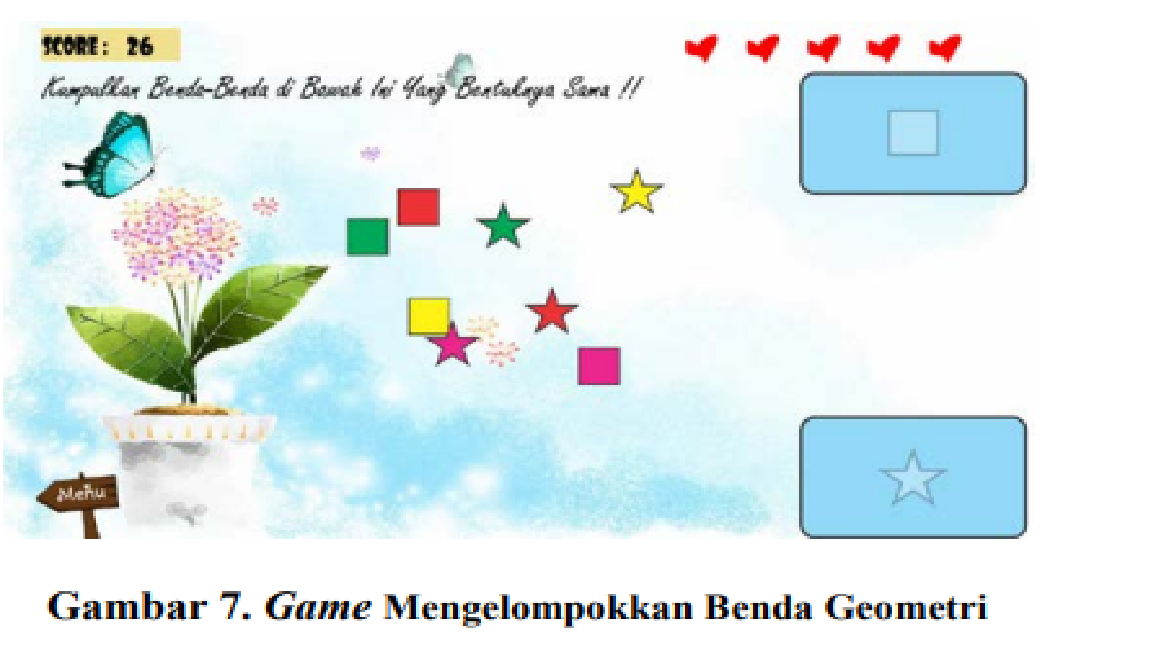 SCORE : 26
Kumpulkan Benda-Benda di Bawah Ini Yang Bentuknya Sama !!
Menu
Gambar 7. Game Mengelompokkan Benda Geometri